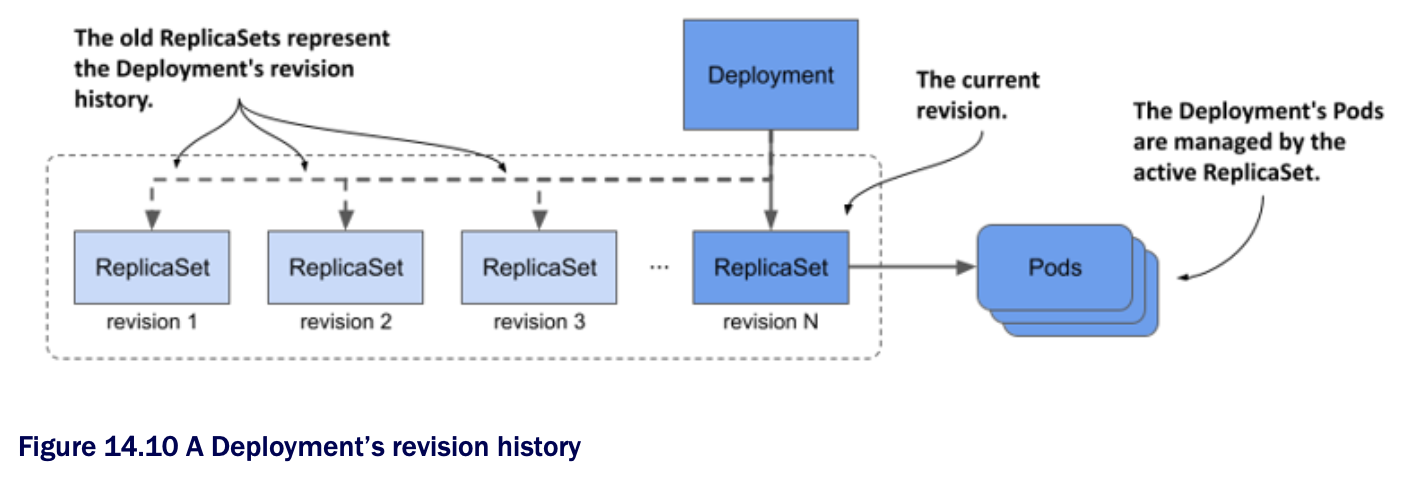 The old ReplicaSets represent
the Deployment's revision
history.
Deployment
The current
revision.
The Deployment's Pods
are managed by the
active ReplicaSet.
ReplicaSet
ReplicaSet
ReplicaSet
...
ReplicaSet
Pods
revision 1
revision 2
revision 3
revision N
Figure 14.10 A Deployment’s revision history